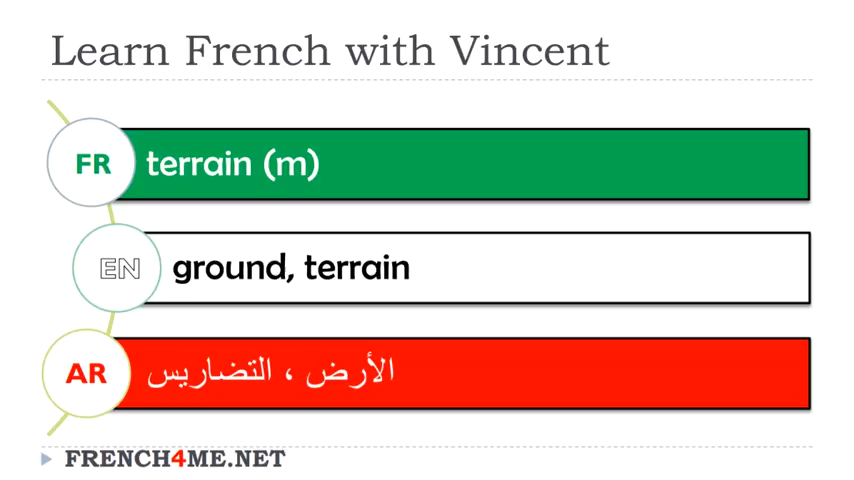 Learn French with Vincent
FR
terrain (m)
EN
ground, terrain
AR
الأرض ، التضاريس
FRENCH4ME.NET